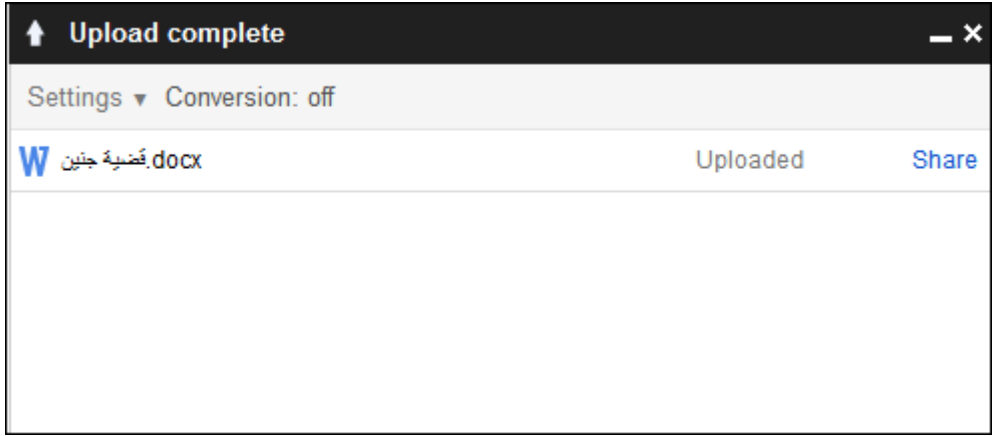 Upload complete
Settings ▾ Conversion: off
قضية جنين.docx Uploaded Share